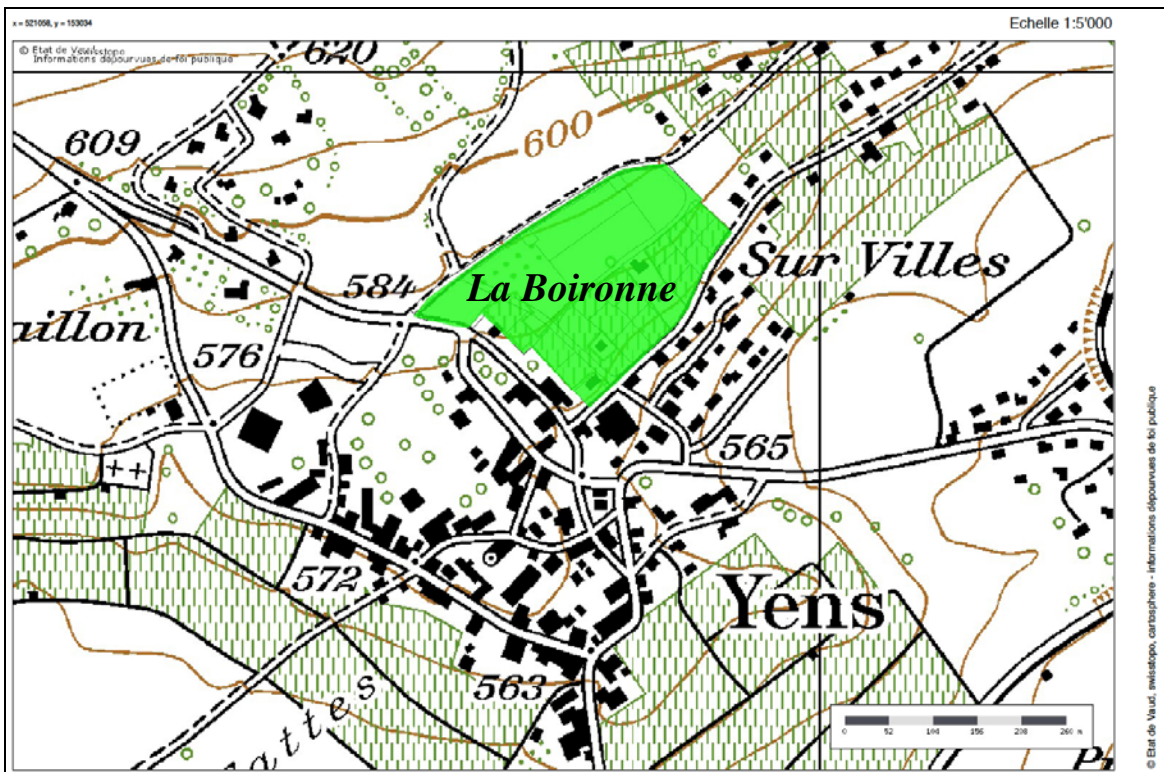 x = 521058, y = 153034
Echelle 1:5'000
© Etat de Vaud,
swisstopo
Informations dépourvues de foi publique
620
609
600
584
La Boironne
Sur Villes
aillon
576
565
572
Yens
563
attes
0 52 104 156 208 260 m
© Etat de Vaud, swisstopo, cartosphere - informations dépourvues de foi publique